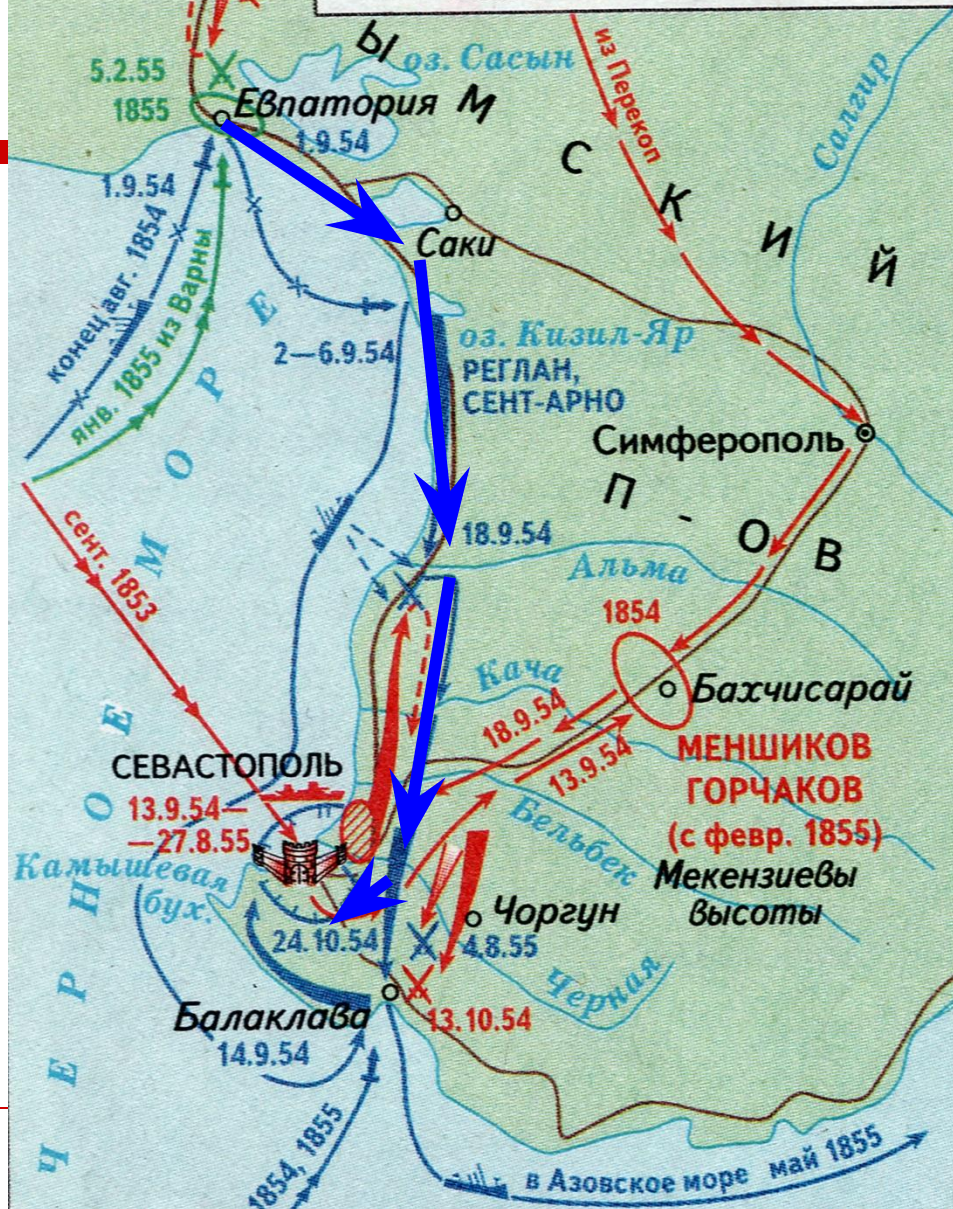 Ы
оз. Сасын
5.2.55
1855
Евпатория
М
1.9.54
из Перекоп
Салгир
С
К
И
Й
1.9.54
Саки
конец авг. 1854
янв. 1855 из Варны
2—6.9.54
оз. Кизил-Яр
РЕГЛАН,
СЕНТ-АРНО
Симферополь
П-ОВ
18.9.54
сент. 1853
Альма
1854
Кача
Бахчисарай
18.9.54
13.9.54
СЕВАСТОПОЛЬ
МЕНШИКОВ
ГОРЧАКОВ
(с февр. 1855)
13.9.54—
—27.8.55
Бельбек
Камышевая
бух.
Мекензиевы
высоты
Чоргун
24.10.54
4.8.55
Черная
Балаклава
13.10.54
14.9.54
1854, 1855
в Азовское море май 1855
ЧЕРНОЕ МОРЕ